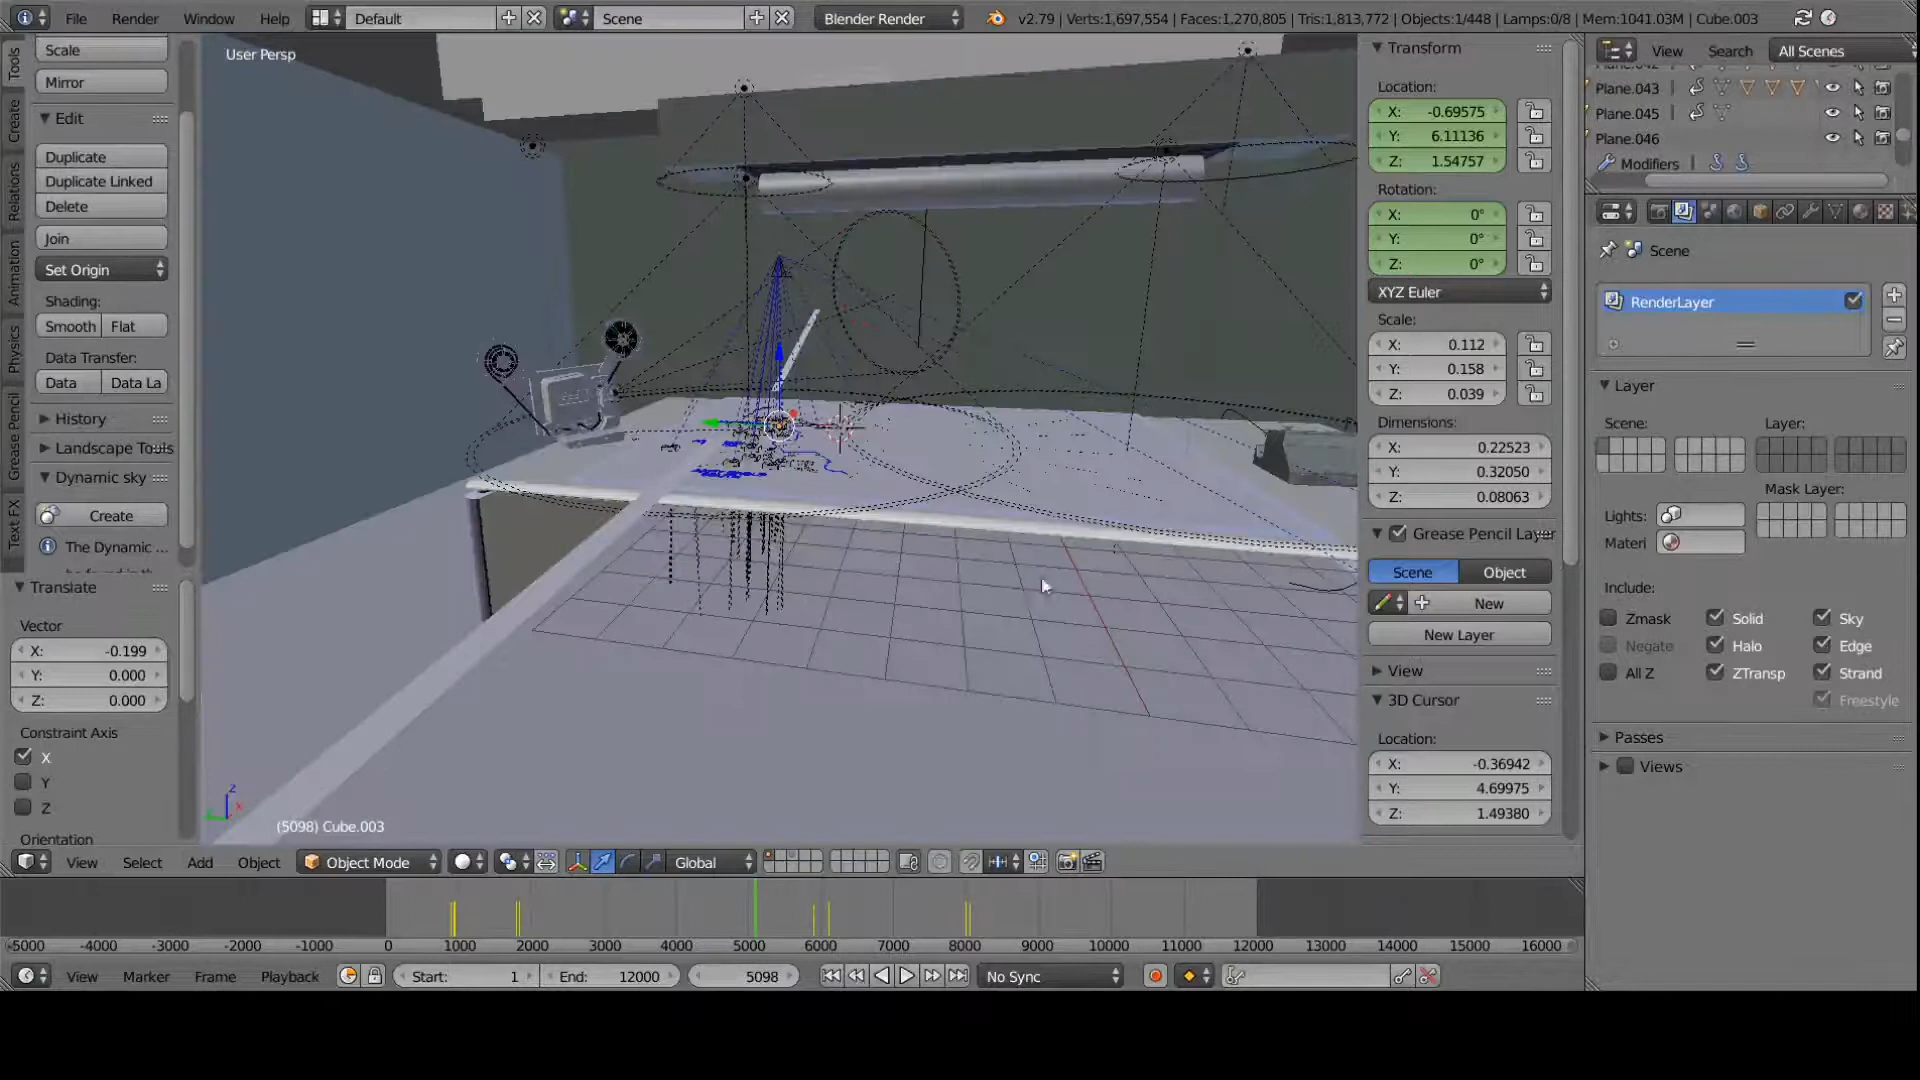 File Render Window Help Default Scene Blender Render v2.79 | Verts:1,697,554 | Faces:1,270,805 | Tris:1,813,772 | Objects:1/448 | Lamps:0/8 | Mem:1041.03M | Cube.003
Tools
Create
Relations
Animation
Physics
Grease Pencil
Text FX
Scale
Mirror
Edit
Duplicate
Duplicate Linked
Delete
Join
Set Origin
Shading:
Smooth Flat
Data Transfer:
Data Data La
History
Landscape Tools
Dynamic sky
Create
The Dynamic ...
Translate
Vector
X: -0.199
Y: 0.000
Z: 0.000
Constraint Axis
X
Y
Z
Orientation
User Persp
z
x
(5098) Cube.003
Transform
Location:
X: -0.69575
Y: 6.11136
Z: 1.54757
Rotation:
X: 0°
Y: 0°
Z: 0°
XYZ Euler
Scale:
X: 0.112
Y: 0.158
Z: 0.039
Dimensions:
X: 0.22523
Y: 0.32050
Z: 0.08063
Grease Pencil Layer
Scene Object
New
New Layer
View
3D Cursor
Location:
X: -0.36942
Y: 4.69975
Z: 1.49380
View Search All Scenes
Plane.042
Plane.043
Plane.045
Plane.046
Modifiers
Scene
RenderLayer
Layer
Scene: Layer:
Mask Layer:
Lights:
Materi
Include:
Zmask Solid Sky
Negate Halo Edge
All Z ZTransp Strand
Freestyle
Passes
Views
View Select Add Object Object Mode Global
-5000 -4000 -3000 -2000 -1000 0 1000 2000 3000 4000 5000 6000 7000 8000 9000 10000 11000 12000 13000 14000 15000 16000
View Marker Frame Playback Start: 1 End: 12000 5098 No Sync